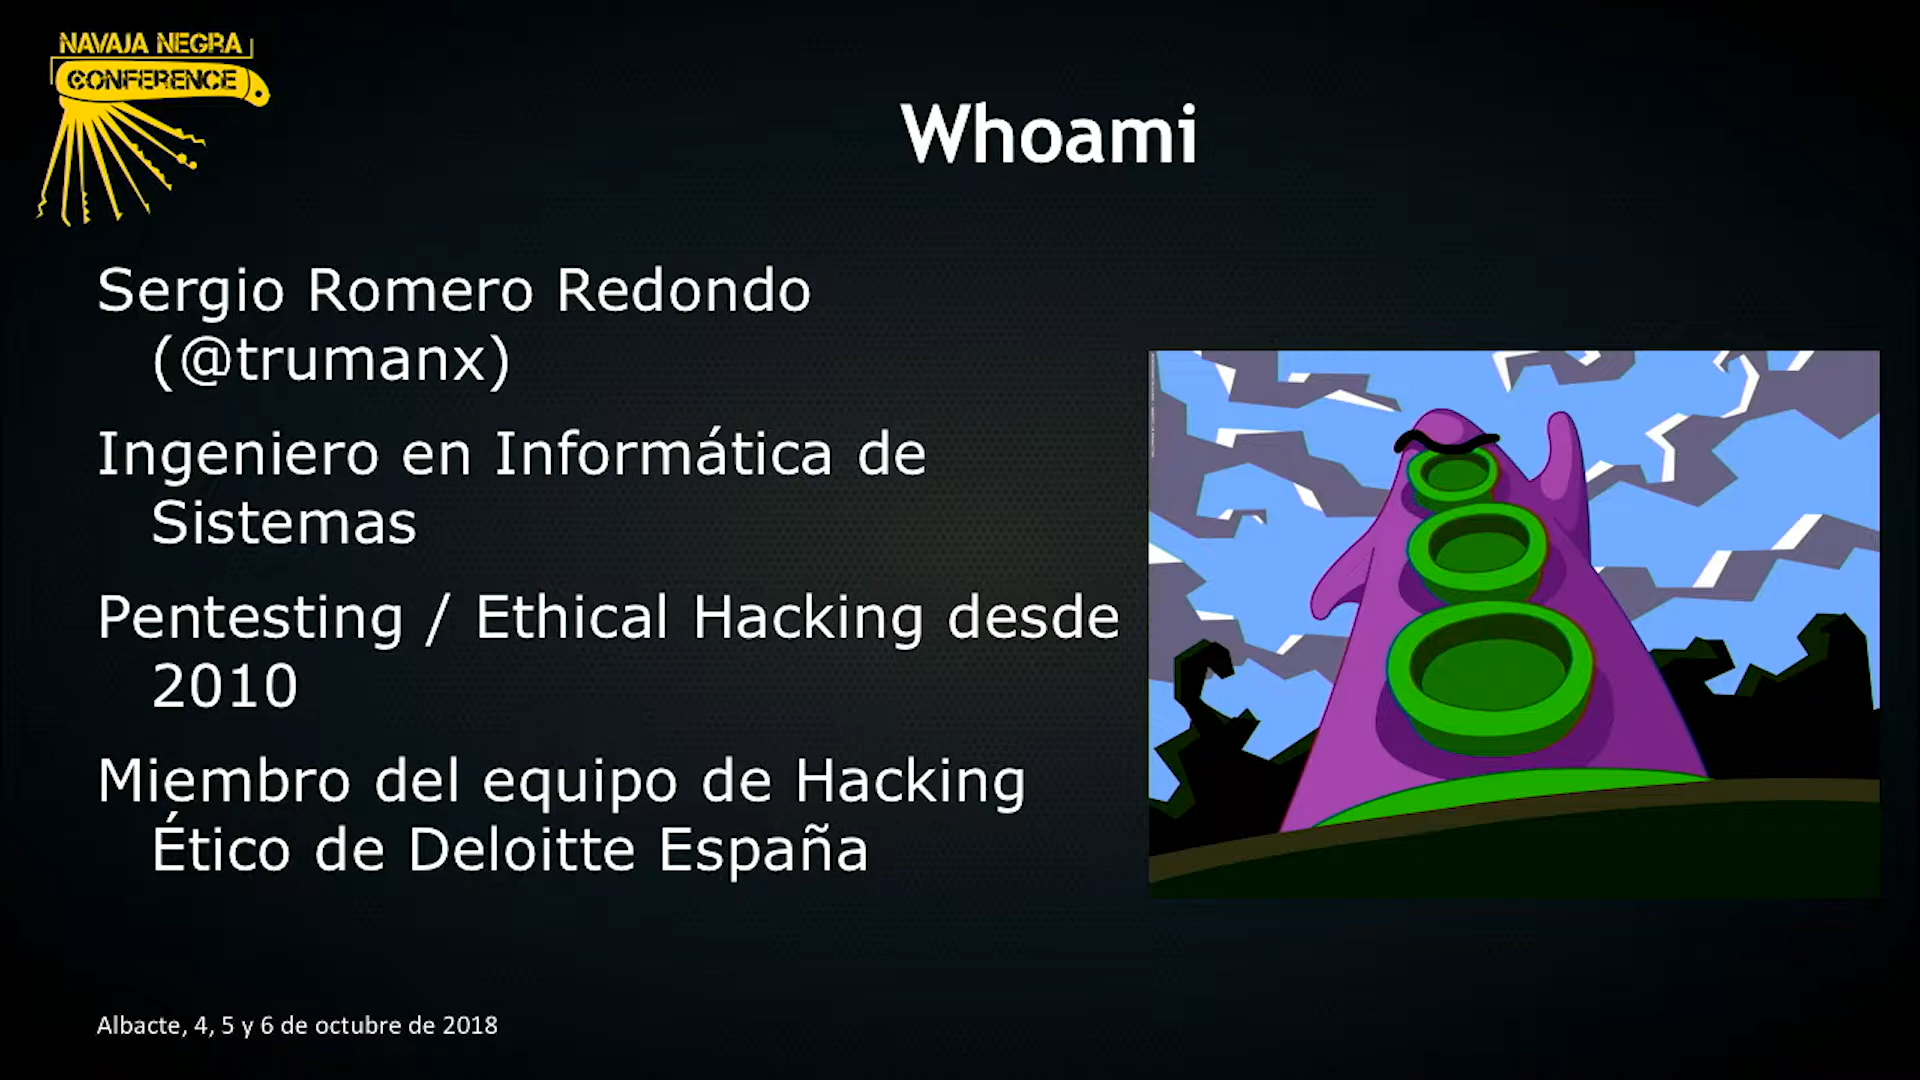 NAVAJA NEGRA
CONFERENCE
Whoami
Sergio Romero Redondo
(@trumanx)
Ingeniero en Informática de
Sistemas
Pentesting / Ethical Hacking desde
2010
Miembro del equipo de Hacking
Ético de Deloitte España
Albacte, 4, 5 y 6 de octubre de 2018